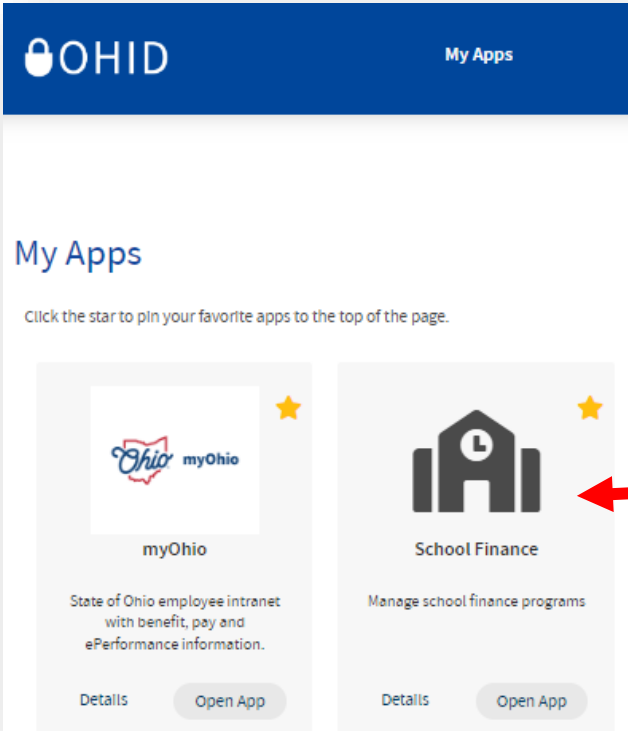 OHID
My Apps
My Apps
Click the star to pin your favorite apps to the top of the page.
Ohio myOhio
myOhio
State of Ohio employee intranet
with benefit, pay and
ePerformance information.
Details Open App
School Finance
Manage school finance programs
Details Open App